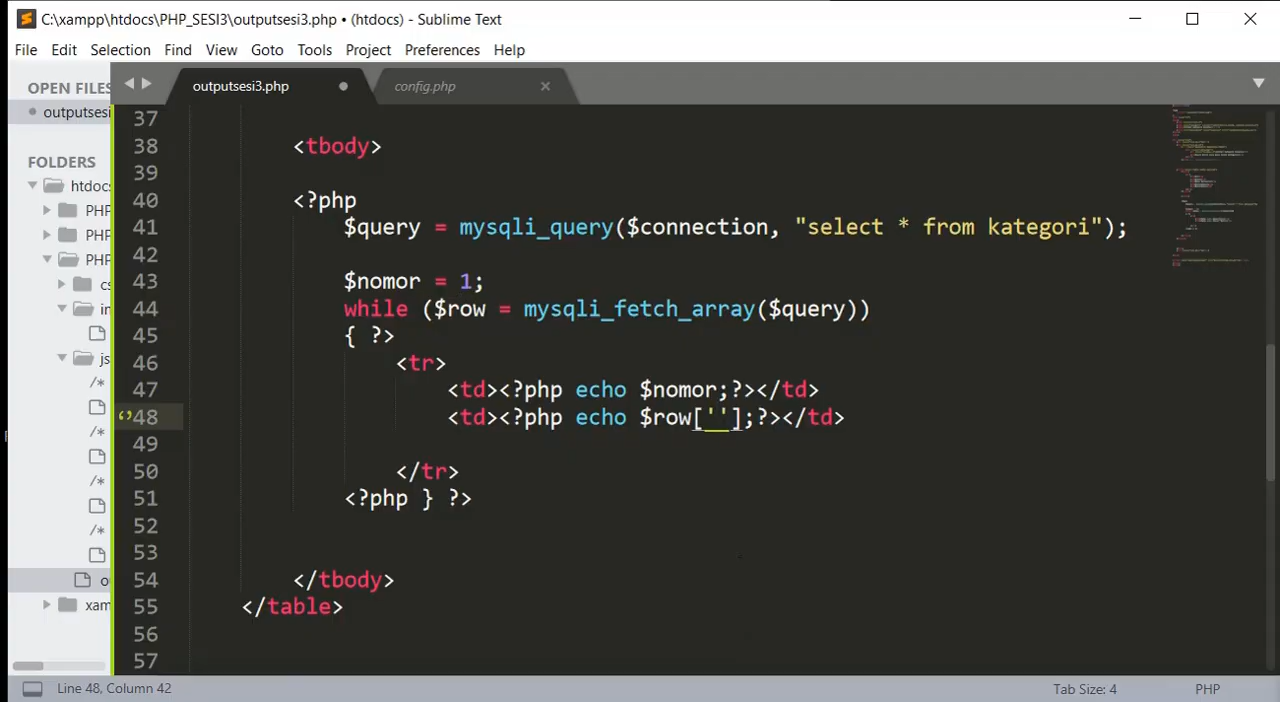 C:\xampp\htdocs\PHP_SESI3\outputsesi3.php • (htdocs) - Sublime Text
File Edit Selection Find View Goto Tools Project Preferences Help
OPEN FILES
outputsesi
FOLDERS
htdocs
PHP
PHP
PHP
cs
in
js
/*
/*
/*
/*
xam
outputsesi3.php config.php
37
38 <tbody>
39
40 <?php
41 $query = mysqli_query($connection, "select * from kategori");
42
43 $nomor = 1;
44 while ($row = mysqli_fetch_array($query))
45 { ?>
46 <tr>
47 <td><?php echo $nomor;?></td>
48 <td><?php echo $row[''];?></td>
49
50 </tr>
51 <?php } ?>
52
53
54 </tbody>
55 </table>
56
57
Line 48, Column 42 Tab Size: 4 PHP